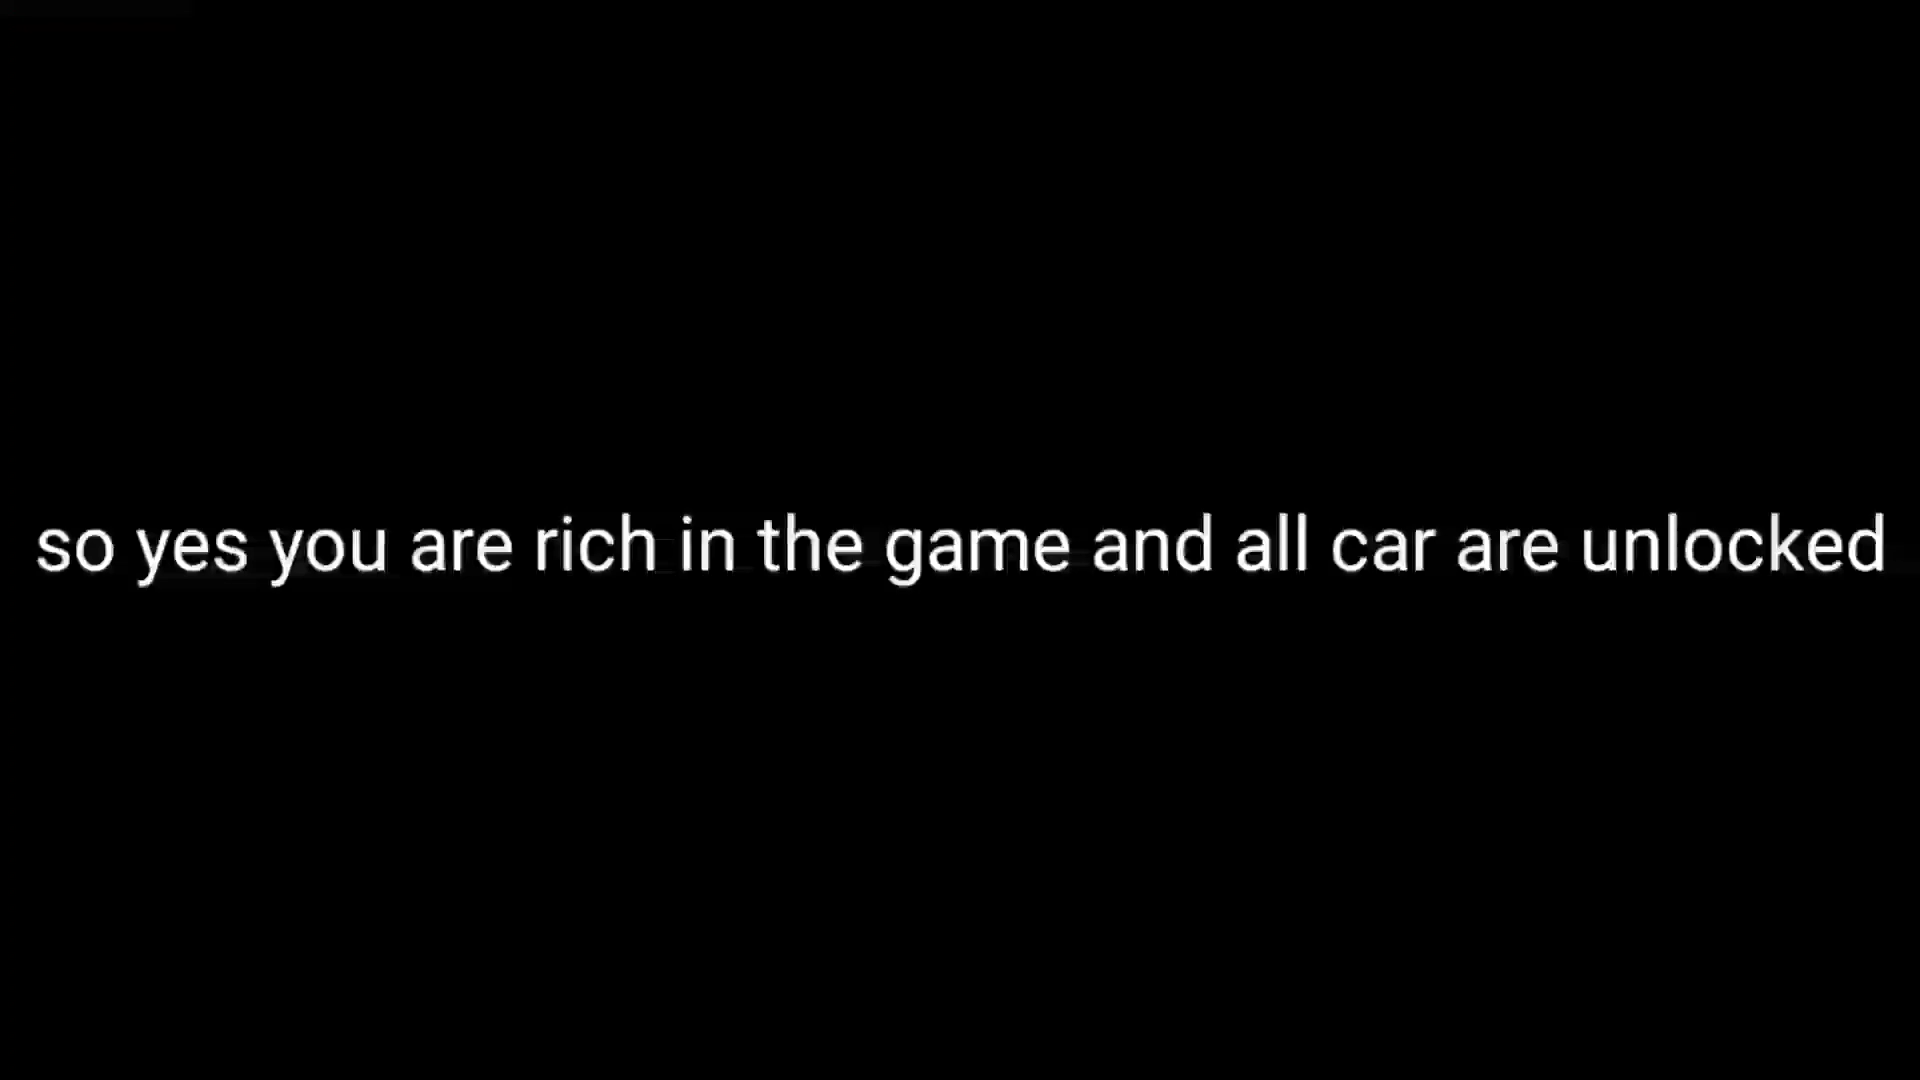 so yes you are rich in the game and all car are unlocked